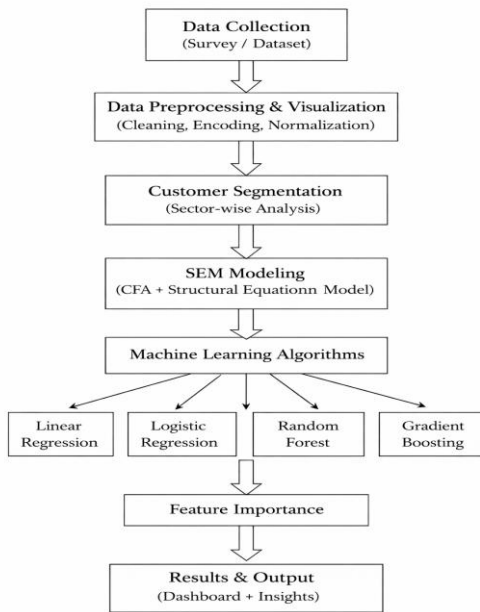 Data Collection
(Survey / Dataset)
Data Preprocessing & Visualization
(Cleaning, Encoding, Normalization)
Customer Segmentation
(Sector-wise Analysis)
SEM Modeling
(CFA + Structural Equationn Model)
Machine Learning Algorithms
Linear
Regression
Logistic
Regression
Random
Forest
Gradient
Boosting
Feature Importance
Results & Output
(Dashboard + Insights)